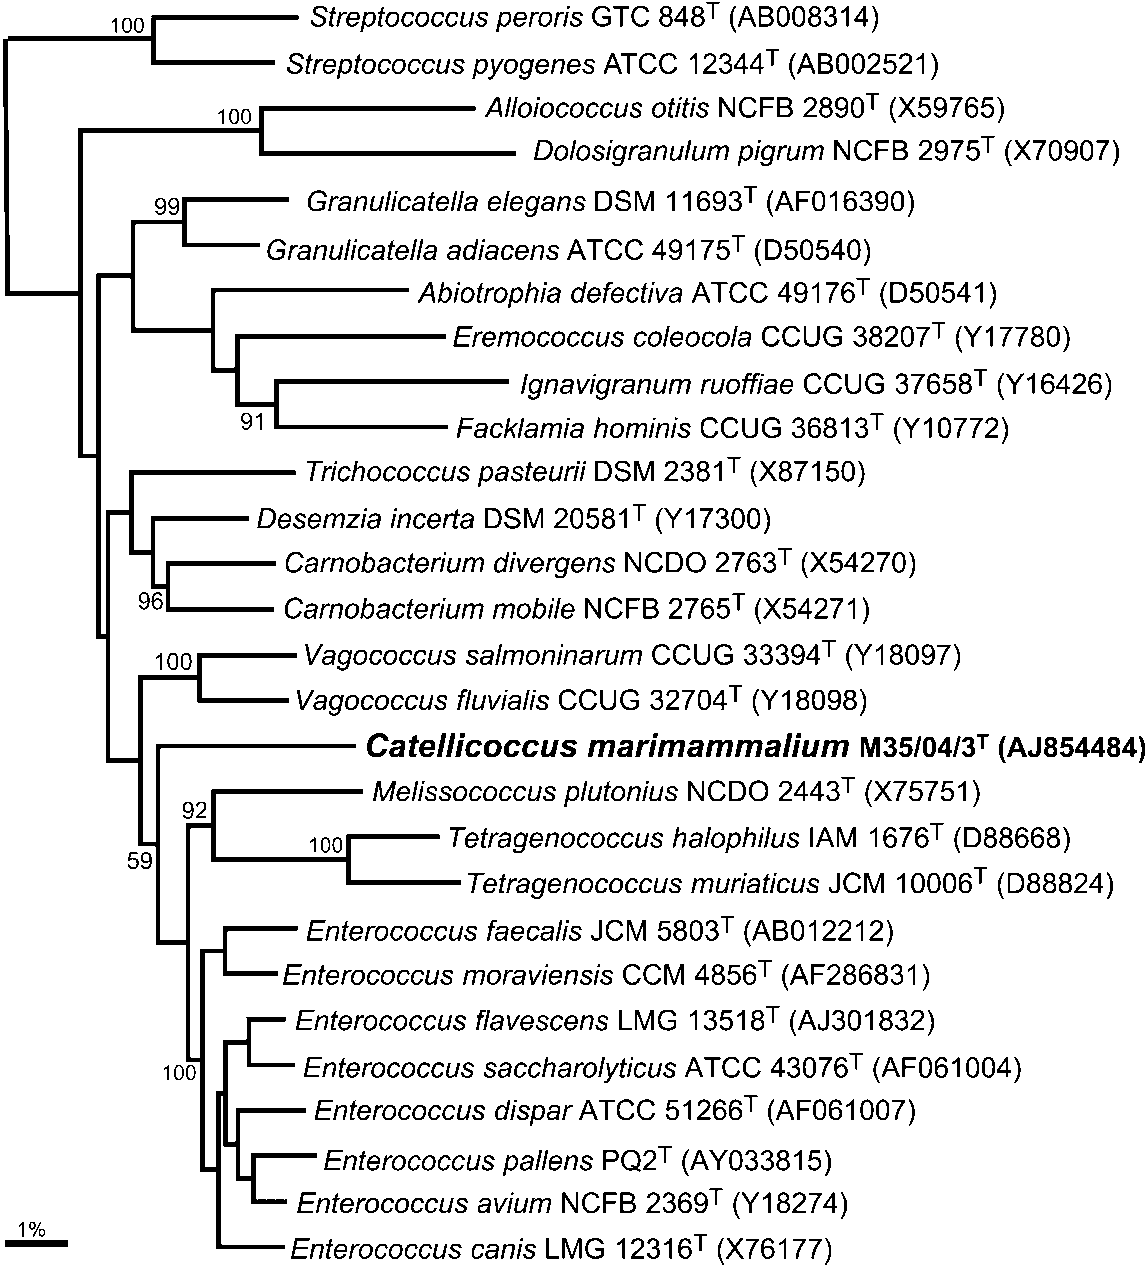 100
Streptococcus peroris GTC 848T (AB008314)
Streptococcus pyogenes ATCC 12344T (AB002521)
100
Alloiococcus otitis NCFB 2890T (X59765)
Dolosigranulum pigrum NCFB 2975T (X70907)
99
Granulicatella elegans DSM 11693T (AF016390)
Granulicatella adiacens ATCC 49175T (D50540)
Abiotrophia defectiva ATCC 49176T (D50541)
Eremococcus coleocola CCUG 38207T (Y17780)
Ignavigranum ruoffiae CCUG 37658T (Y16426)
91
Facklamia hominis CCUG 36813T (Y10772)
Trichococcus pasteurii DSM 2381T (X87150)
Desemzia incerta DSM 20581T (Y17300)
Carnobacterium divergens NCDO 2763T (X54270)
96
Carnobacterium mobile NCFB 2765T (X54271)
100
Vagococcus salmoninarum CCUG 33394T (Y18097)
Vagococcus fluvialis CCUG 32704T (Y18098)
Catellicoccus marimammalium M35/04/3T (AJ854484)
Melissococcus plutonius NCDO 2443T (X75751)
92
100
Tetragenococcus halophilus IAM 1676T (D88668)
59
Tetragenococcus muriaticus JCM 10006T (D88824)
Enterococcus faecalis JCM 5803T (AB012212)
Enterococcus moraviensis CCM 4856T (AF286831)
Enterococcus flavescens LMG 13518T (AJ301832)
100
Enterococcus saccharolyticus ATCC 43076T (AF061004)
Enterococcus dispar ATCC 51266T (AF061007)
Enterococcus pallens PQ2T (AY033815)
Enterococcus avium NCFB 2369T (Y18274)
1%
Enterococcus canis LMG 12316T (X76177)